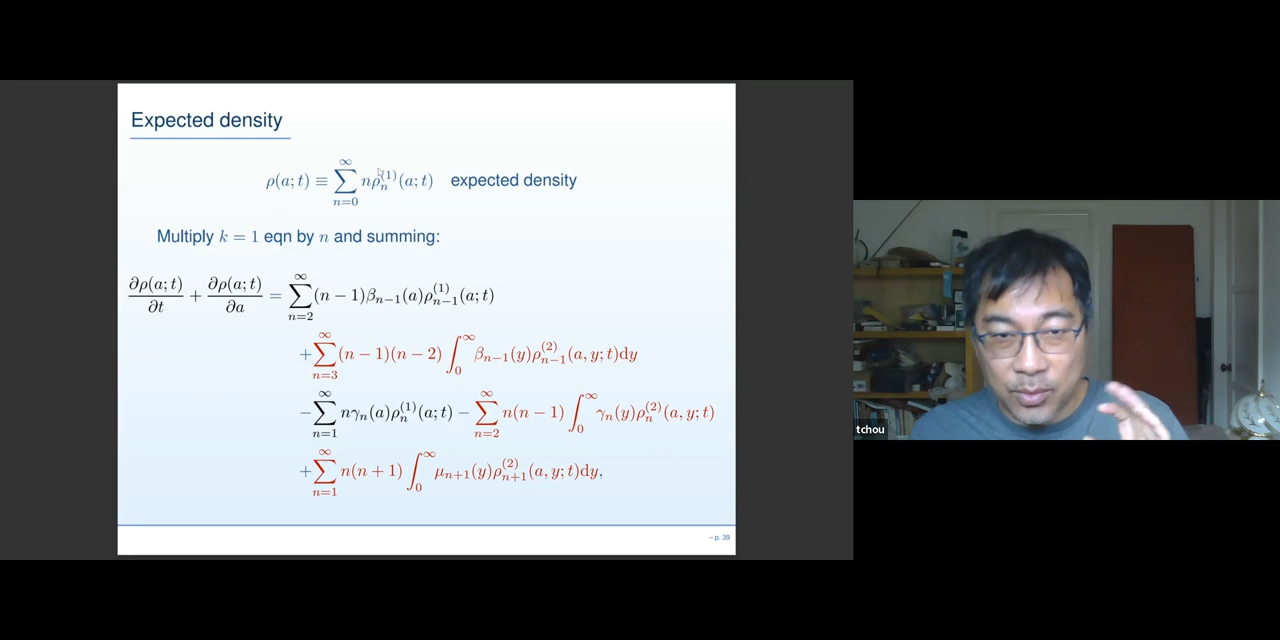 Expected density
ρ(a; t) ≡ ∑_{n=0}^{∞} nρ_n^{(1)}(a; t) expected density
Multiply k = 1 eqn by n and summing:
∂ρ(a; t)/∂t + ∂ρ(a; t)/∂a = ∑_{n=2}^{∞} (n − 1)β_{n−1}(a)ρ_{n−1}^{(1)}(a; t)
+∑_{n=3}^{∞} (n − 1)(n − 2) ∫_0^∞ β_{n−1}(y)ρ_{n−1}^{(2)}(a, y; t)dy
−∑_{n=1}^{∞} nγ_n(a)ρ_n^{(1)}(a; t) − ∑_{n=2}^{∞} n(n − 1) ∫_0^∞ γ_n(y)ρ_n^{(2)}(a, y; t)
+∑_{n=1}^{∞} n(n + 1) ∫_0^∞ μ_{n+1}(y)ρ_{n+1}^{(2)}(a, y; t)dy,
– p. 39
tchou